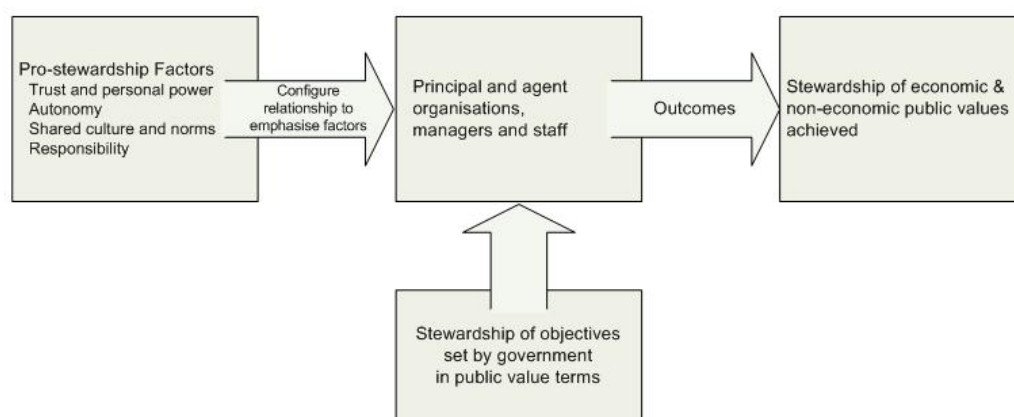 Pro-stewardship Factors
Trust and personal power
Autonomy
Shared culture and norms
Responsibility
Configure
relationship to
emphasise factors
Principal and agent
organisations,
managers and staff
Outcomes
Stewardship of economic &
non-economic public values
achieved
Stewardship of objectives
set by government
in public value terms